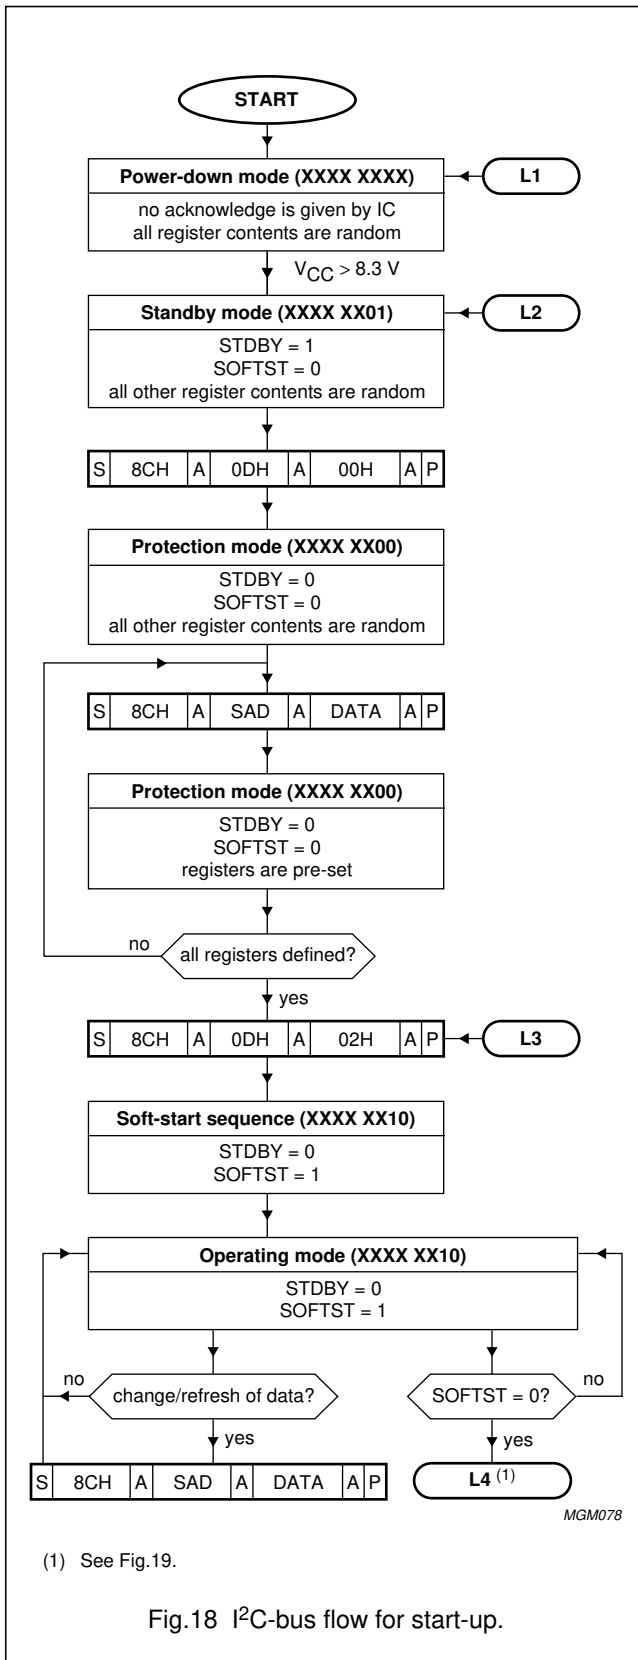 START
Power-down mode (XXXX XXXX)
L1
no acknowledge is given by IC
all register contents are random
VCC > 8.3 V
Standby mode (XXXX XX01)
L2
STDBY = 1
SOFTST = 0
all other register contents are random
S 8CH A 0DH A 00H A P
Protection mode (XXXX XX00)
STDBY = 0
SOFTST = 0
all other register contents are random
S 8CH A SAD A DATA A P
Protection mode (XXXX XX00)
STDBY = 0
SOFTST = 0
registers are pre-set
no
all registers defined?
yes
S 8CH A 0DH A 02H A P
L3
Soft-start sequence (XXXX XX10)
STDBY = 0
SOFTST = 1
Operating mode (XXXX XX10)
STDBY = 0
SOFTST = 1
no
change/refresh of data?
SOFTST = 0?
no
yes
yes
S 8CH A SAD A DATA A P
L4 (1)
MGM078
(1) See Fig.19.
Fig.18 I²C-bus flow for start-up.